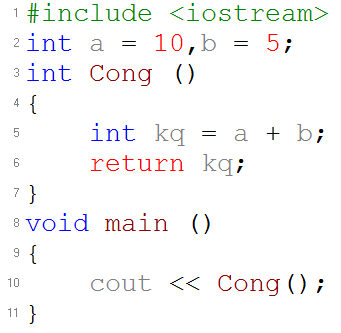 1 #include <iostream>
2 int a = 10,b = 5;
3 int Cong ()
4 {
5 int kq = a + b;
6 return kq;
7 }
8 void main ()
9 {
10 cout << Cong();
11 }